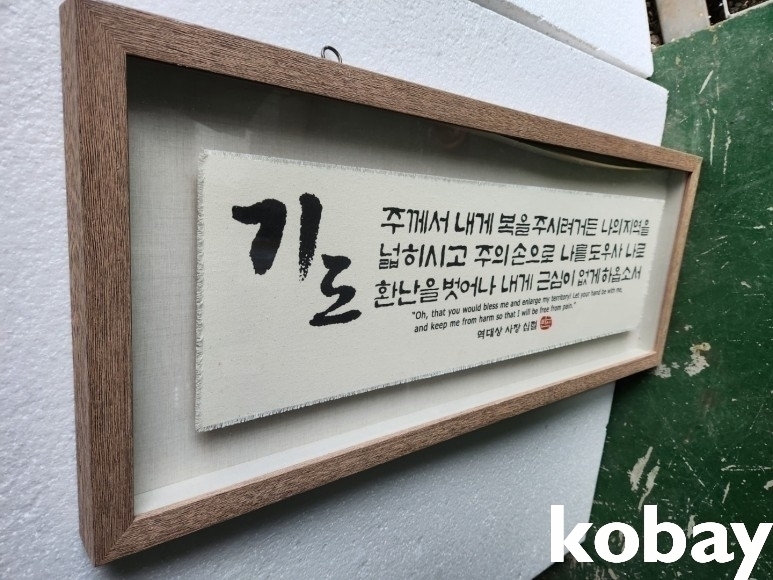 기도
주께서 내게 복을 주시려거든 나의 지역을
넓히시고 주의 손으로 나를 도우사 나로
환난을 벗어나 내게 근심이 없게 하옵소서
"Oh, that you would bless me and enlarge my territory! Let your hand be with me,
and keep me from harm so that I will be free from pain."
역대상 사장 십절
kobay